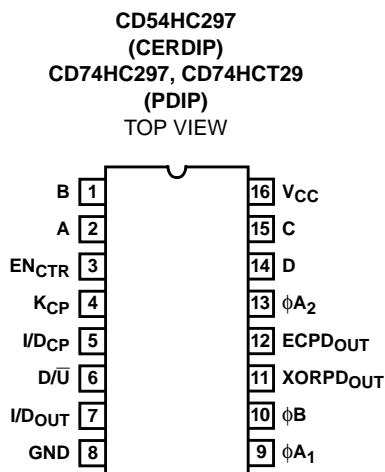 CD54HC297
(CERDIP)
CD74HC297, CD74HCT29
(PDIP)
TOP VIEW
B 1 16 VCC
A 2 15 C
ENCTR 3 14 D
KCP 4 13 ϕA2
I/DCP 5 12 ECPDOUT
D/U̅ 6 11 XORPDOUT
I/DOUT 7 10 ϕB
GND 8 9 ϕA1